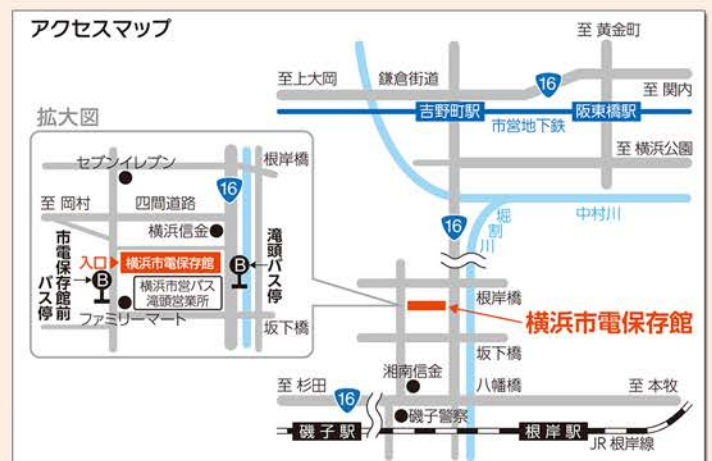 アクセスマップ
至 黄金町
至上大岡
鎌倉街道
16
至 関内
吉野町駅
阪東橋駅
市営地下鉄
至 横浜公園
中村川
堀割川
16
根岸橋
横浜市電保存館
坂下橋
湘南信金
至 杉田
16
八幡橋
至 本牧
磯子警察
磯子駅
根岸駅
JR 根岸線
拡大図
セブンイレブン
根岸橋
16
至 岡村
四間道路
横浜信金
滝頭バス停
入口
横浜市電保存館
B
B
市電保存館前
バス停
横浜市営バス
滝頭営業所
ファミリーマート
坂下橋